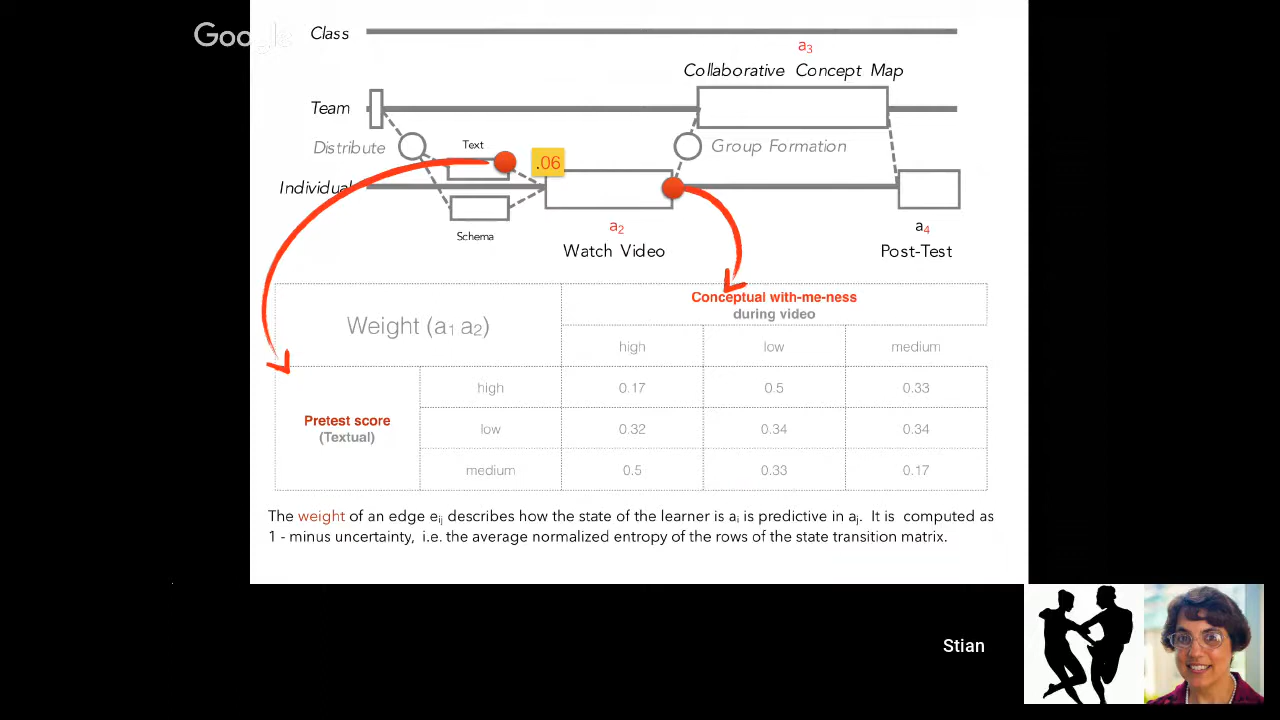 Google
Class
a3
Collaborative Concept Map
Team
Distribute
Text
.06
Group Formation
Individual
Schema
a2
a4
Watch Video
Post-Test
Weight (a1 a2)
Conceptual with-me-ness
during video
high
low
medium
Pretest score
(Textual)
high
0.17
0.5
0.33
low
0.32
0.34
0.34
medium
0.5
0.33
0.17
The weight of an edge eij describes how the state of the learner is ai is predictive in aj. It is computed as
1 - minus uncertainty, i.e. the average normalized entropy of the rows of the state transition matrix.
Stian